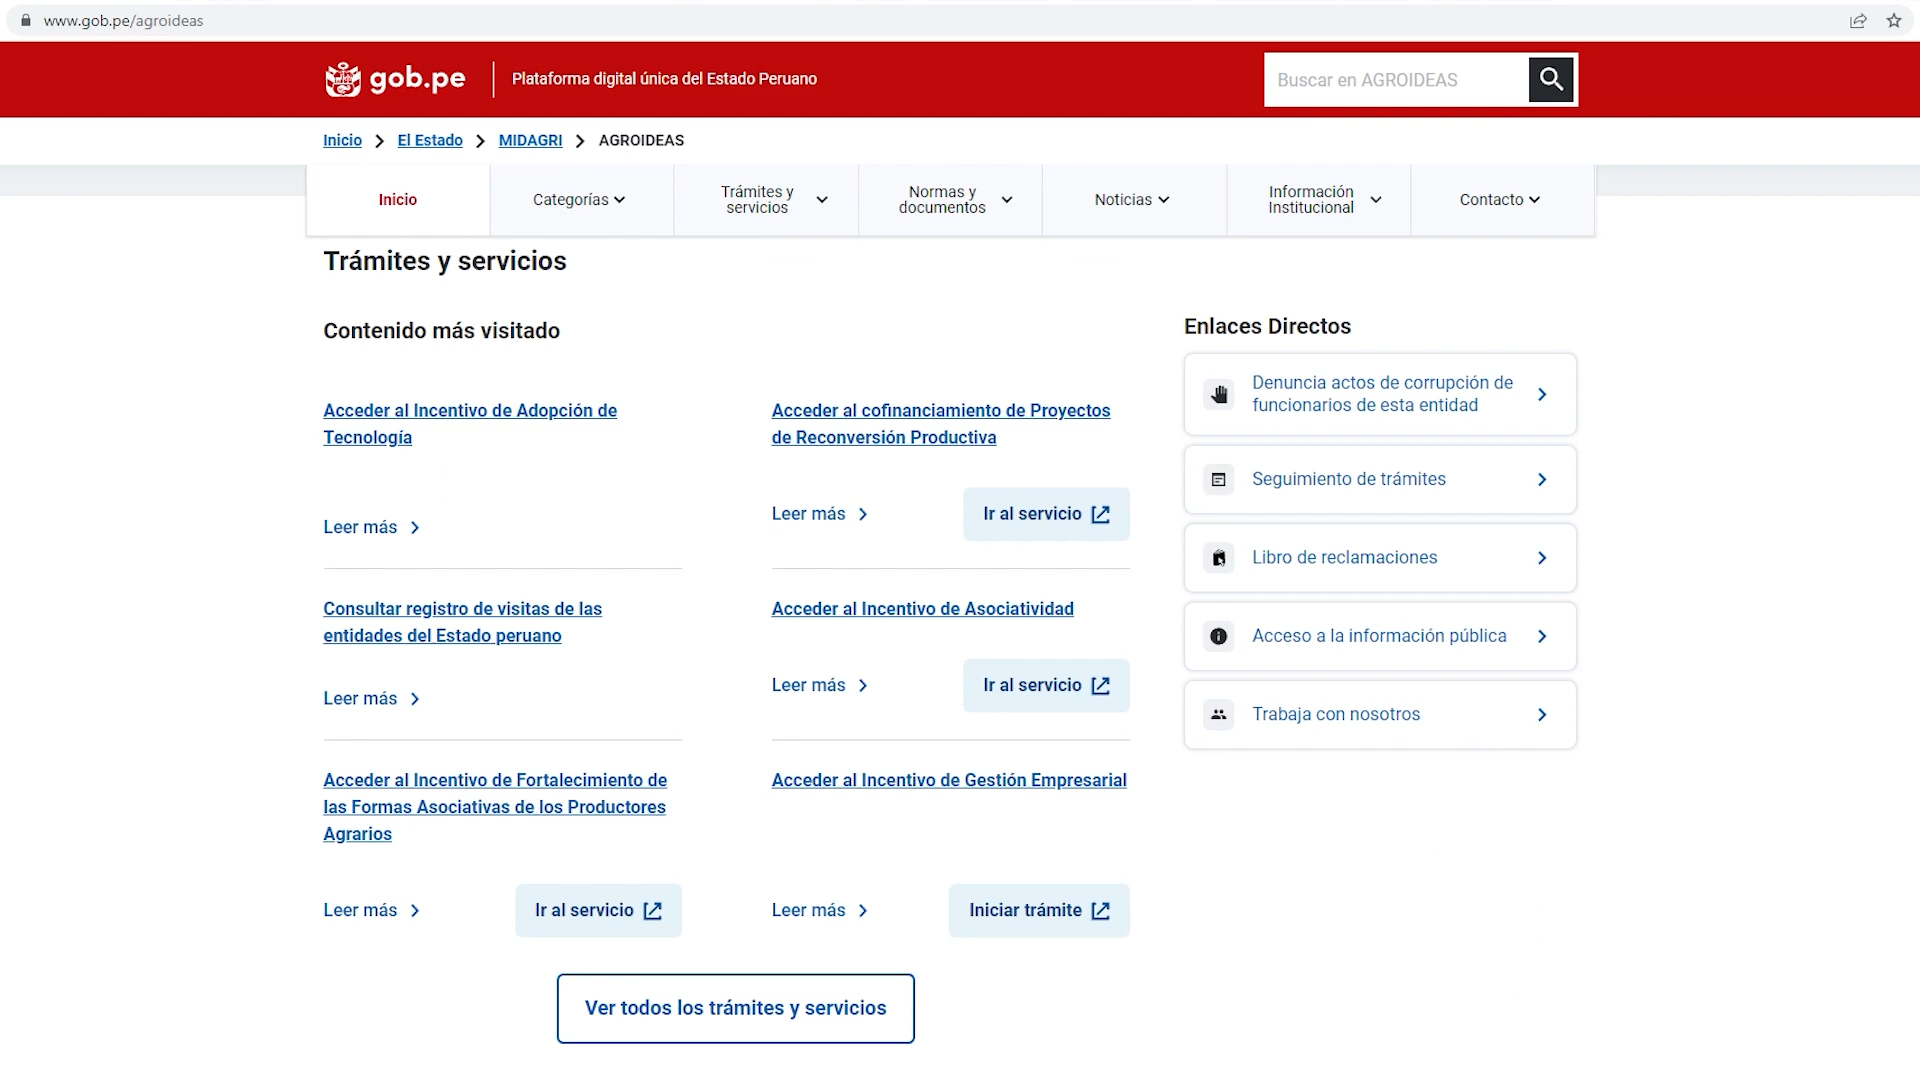 www.gob.pe/agroideas
gob.pe
Plataforma digital única del Estado Peruano
Buscar en AGROIDEAS
Inicio
El Estado
MIDAGRI
AGROIDEAS
Inicio
Categorías
Trámites y
servicios
Normas y
documentos
Noticias
Información
Institucional
Contacto
Trámites y servicios
Contenido más visitado
Acceder al Incentivo de Adopción de
Tecnología
Leer más
Acceder al cofinanciamiento de Proyectos
de Reconversión Productiva
Leer más
Ir al servicio
Consultar registro de visitas de las
entidades del Estado peruano
Leer más
Acceder al Incentivo de Asociatividad
Leer más
Ir al servicio
Acceder al Incentivo de Fortalecimiento de
las Formas Asociativas de los Productores
Agrarios
Leer más
Ir al servicio
Acceder al Incentivo de Gestión Empresarial
Leer más
Iniciar trámite
Ver todos los trámites y servicios
Enlaces Directos
Denuncia actos de corrupción de
funcionarios de esta entidad
Seguimiento de trámites
Libro de reclamaciones
Acceso a la información pública
Trabaja con nosotros